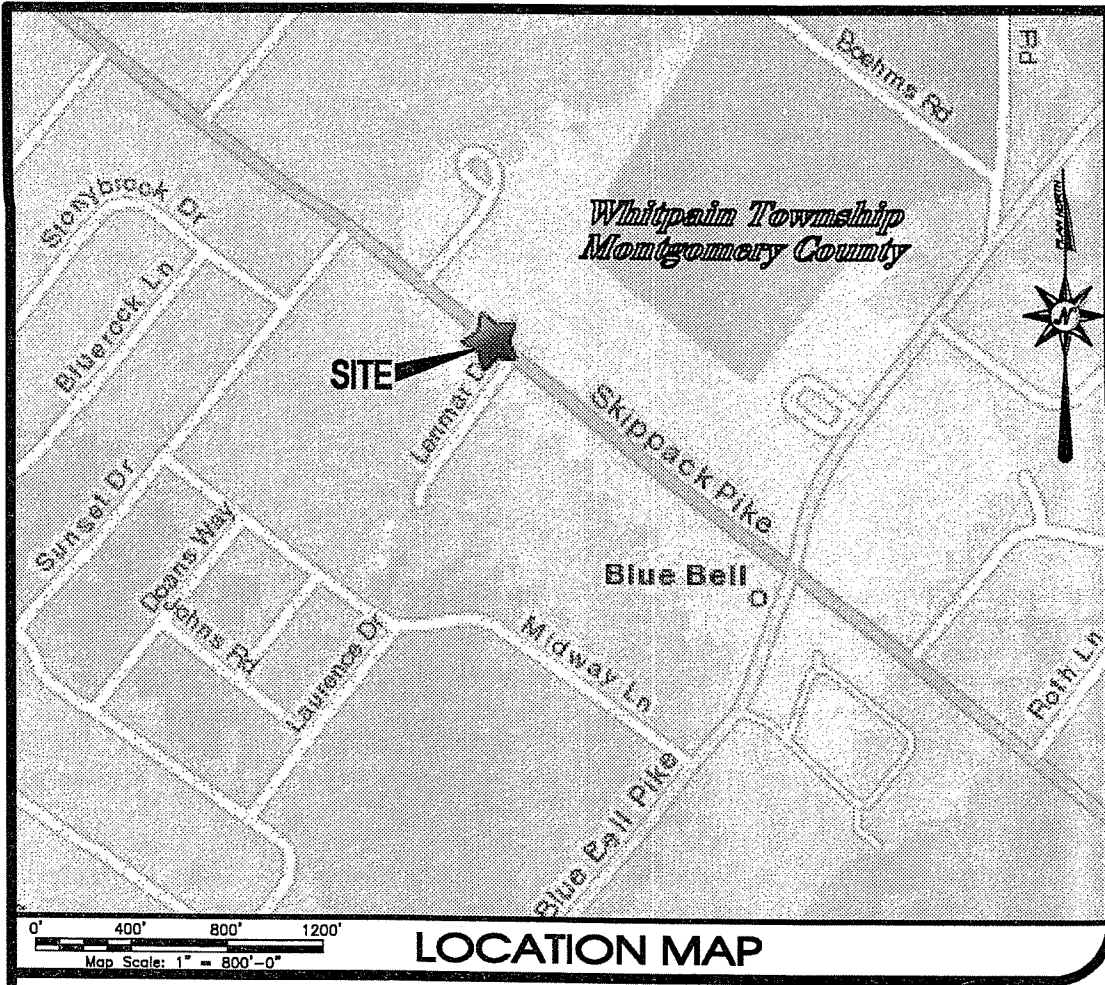 Boehms Rd
Rd
Stonybrook Dr
PLAN NORTH
Whitpain Township
Montgomery County
Bluerock Ln
N
SITE
Lenmar D
Skippack Pike
Sunset Dr
Doans Way
Blue Bell
Johns Rd
Laurence Dr
Midway Ln
Roth Ln
Blue Bell Pike
0' 400' 800' 1200'
Map Scale: 1" = 800'-0"
LOCATION MAP